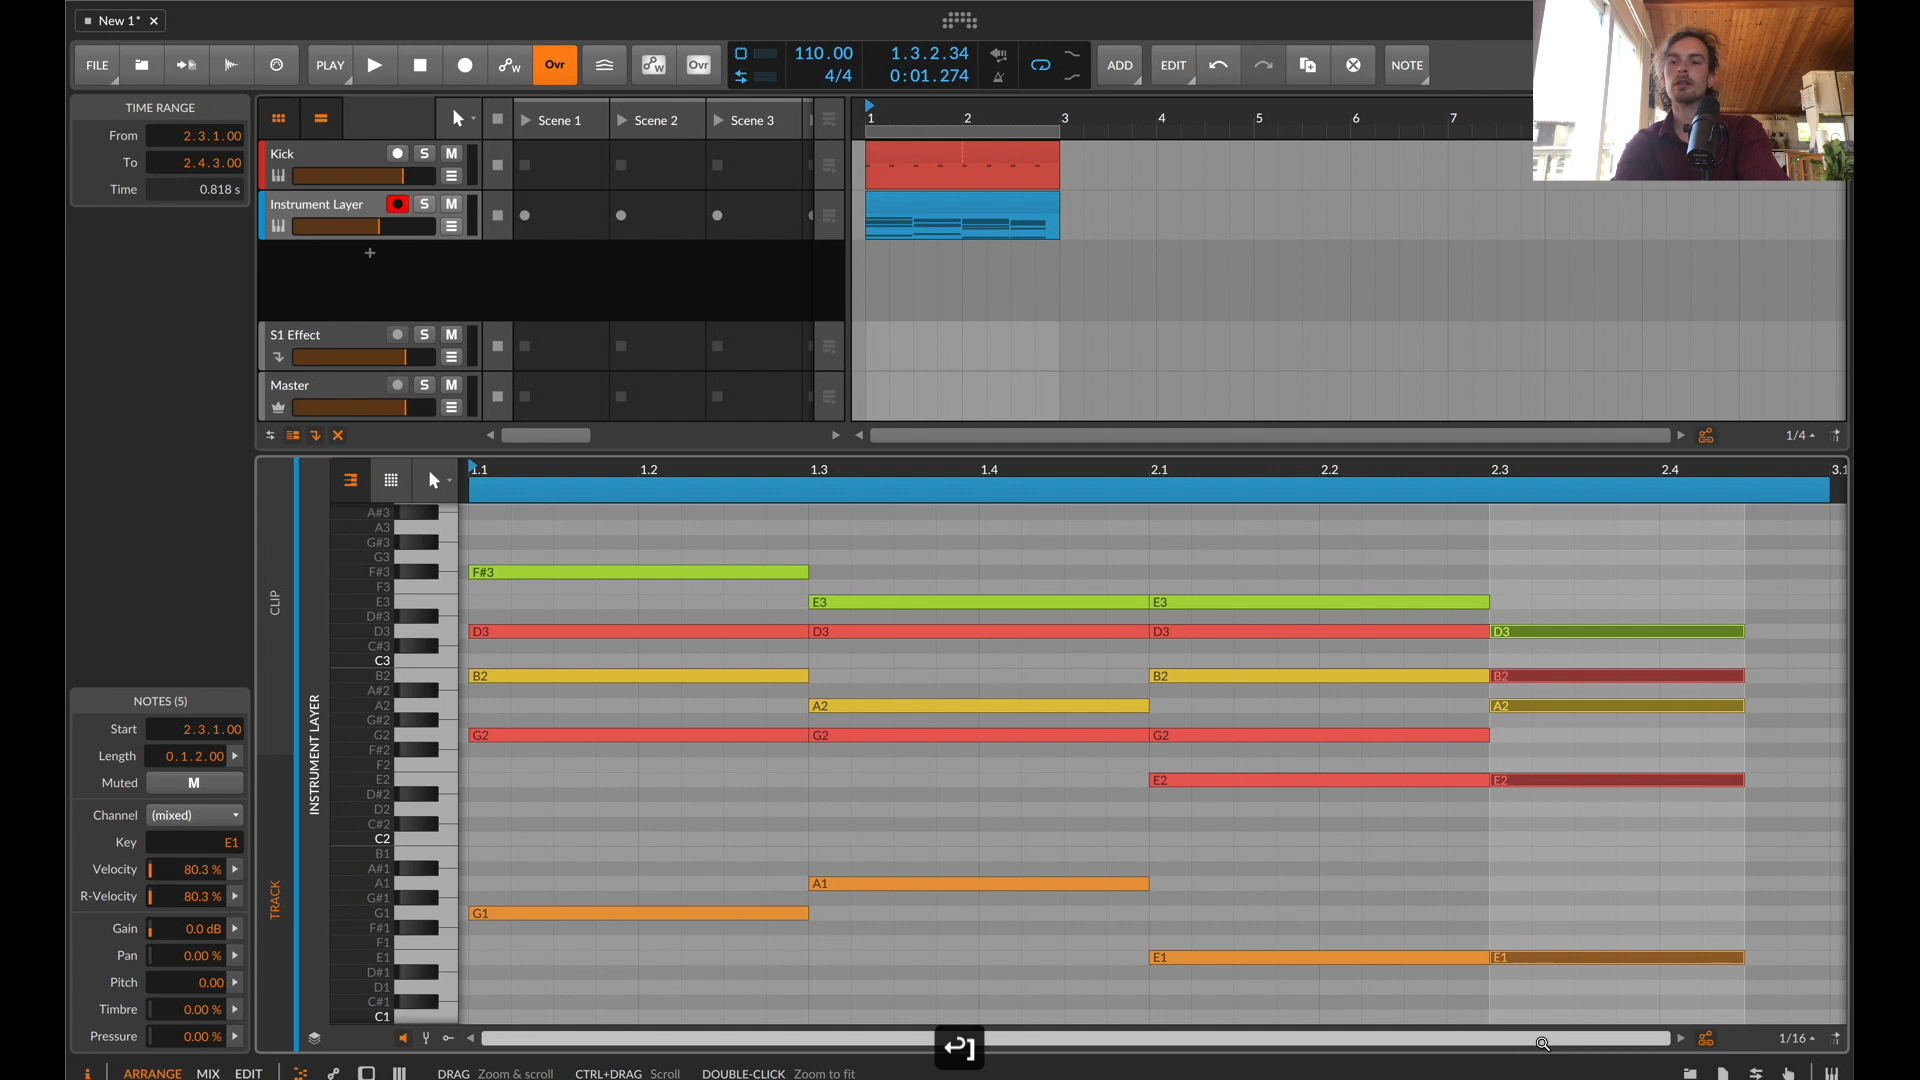 New 1*
FILE
PLAY
Ovr
Ovr
110.00
4/4
1.3.2.34
0:01.274
ADD
EDIT
NOTE
TIME RANGE
From 2.3.1.00
To 2.4.3.00
Time 0.818 s
Scene 1
Scene 2
Scene 3
1 2 3 4 5 6 7
Kick S M
Instrument Layer S M
S1 Effect S M
Master S M
1/4
1.1 1.2 1.3 1.4 2.1 2.2 2.3 2.4 3.1
CLIP
TRACK
INSTRUMENT LAYER
A#3
A3
G#3
G3
F#3 F#3
F3
E3 E3 E3
D#3
D3 D3 D3 D3 D3
C#3
C3
B2 B2 B2 B2
A#2
A2 A2 A2
G#2
G2 G2 G2 G2
F#2
F2
E2 E2 E2
D#2
D2
C#2
C2
B1
A#1
A1 A1
G#1
G1 G1
F#1
F1
E1 E1 E1
D#1
D1
C#1
C1
NOTES (5)
Start 2.3.1.00
Length 0.1.2.00
Muted M
Channel (mixed)
Key E1
Velocity 80.3 %
R-Velocity 80.3 %
Gain 0.0 dB
Pan 0.00 %
Pitch 0.00
Timbre 0.00 %
Pressure 0.00 %
1/16
i ARRANGE MIX EDIT
DRAG Zoom & scroll CTRL+DRAG Scroll DOUBLE-CLICK Zoom to fit